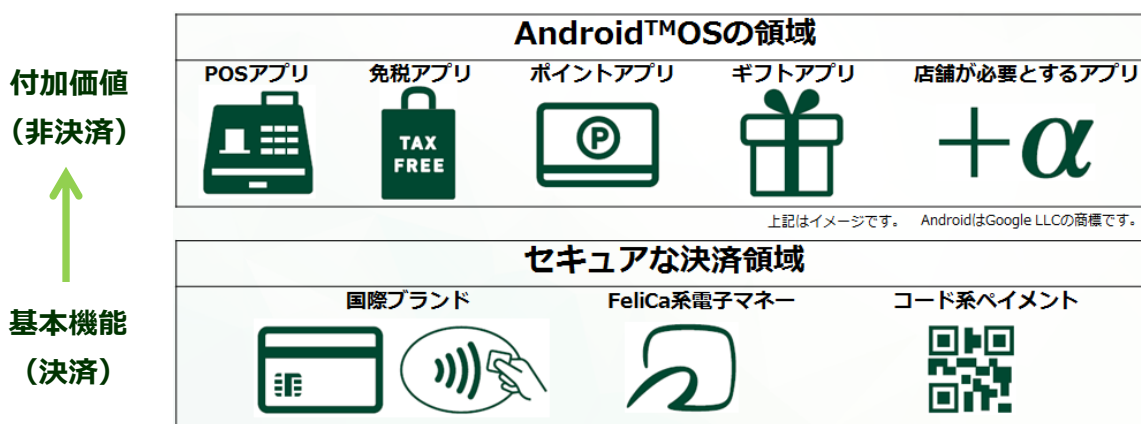 Android™OSの領域
付加価値
（非決済）
POSアプリ
免税アプリ
ポイントアプリ
ギフトアプリ
店舗が必要とするアプリ
TAX
FREE
P
+α
上記はイメージです。 AndroidはGoogle LLCの商標です。
セキュアな決済領域
基本機能
（決済）
国際ブランド
FeliCa系電子マネー
コード系ペイメント